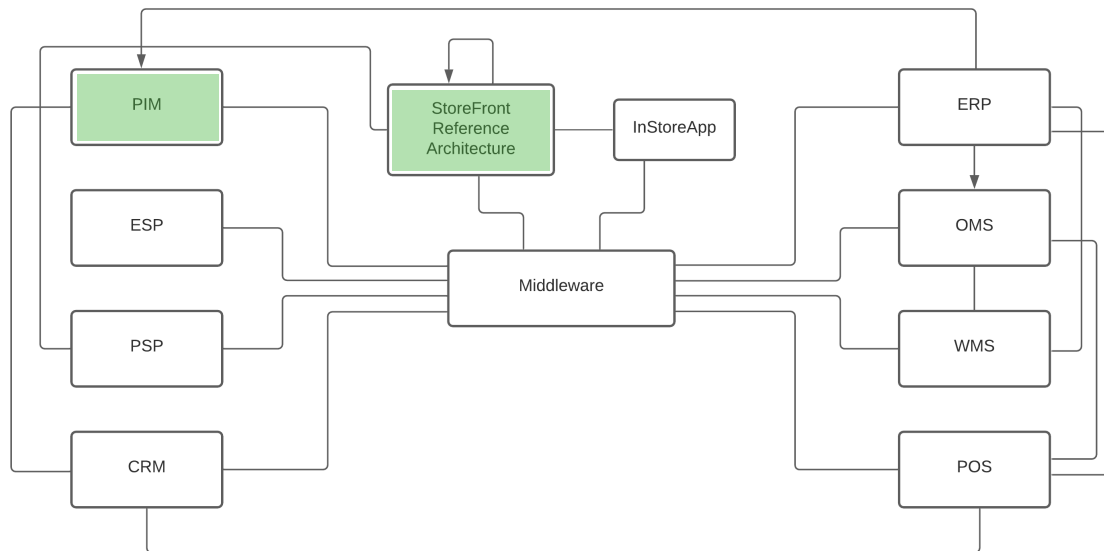 PIM
StoreFront
Reference
Architecture
InStoreApp
ERP
ESP
OMS
Middleware
PSP
WMS
CRM
POS